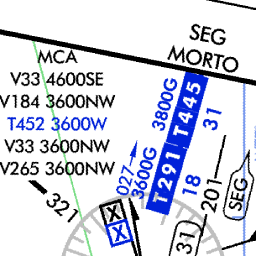 SEG
MORTO
MCA
V33 4600SE
V184 3600NW
T452 3600W
V33 3600NW
V265 3600NW
3800G
3600G
027
T291 T445
31
18
201
SEG
321
31
X
X